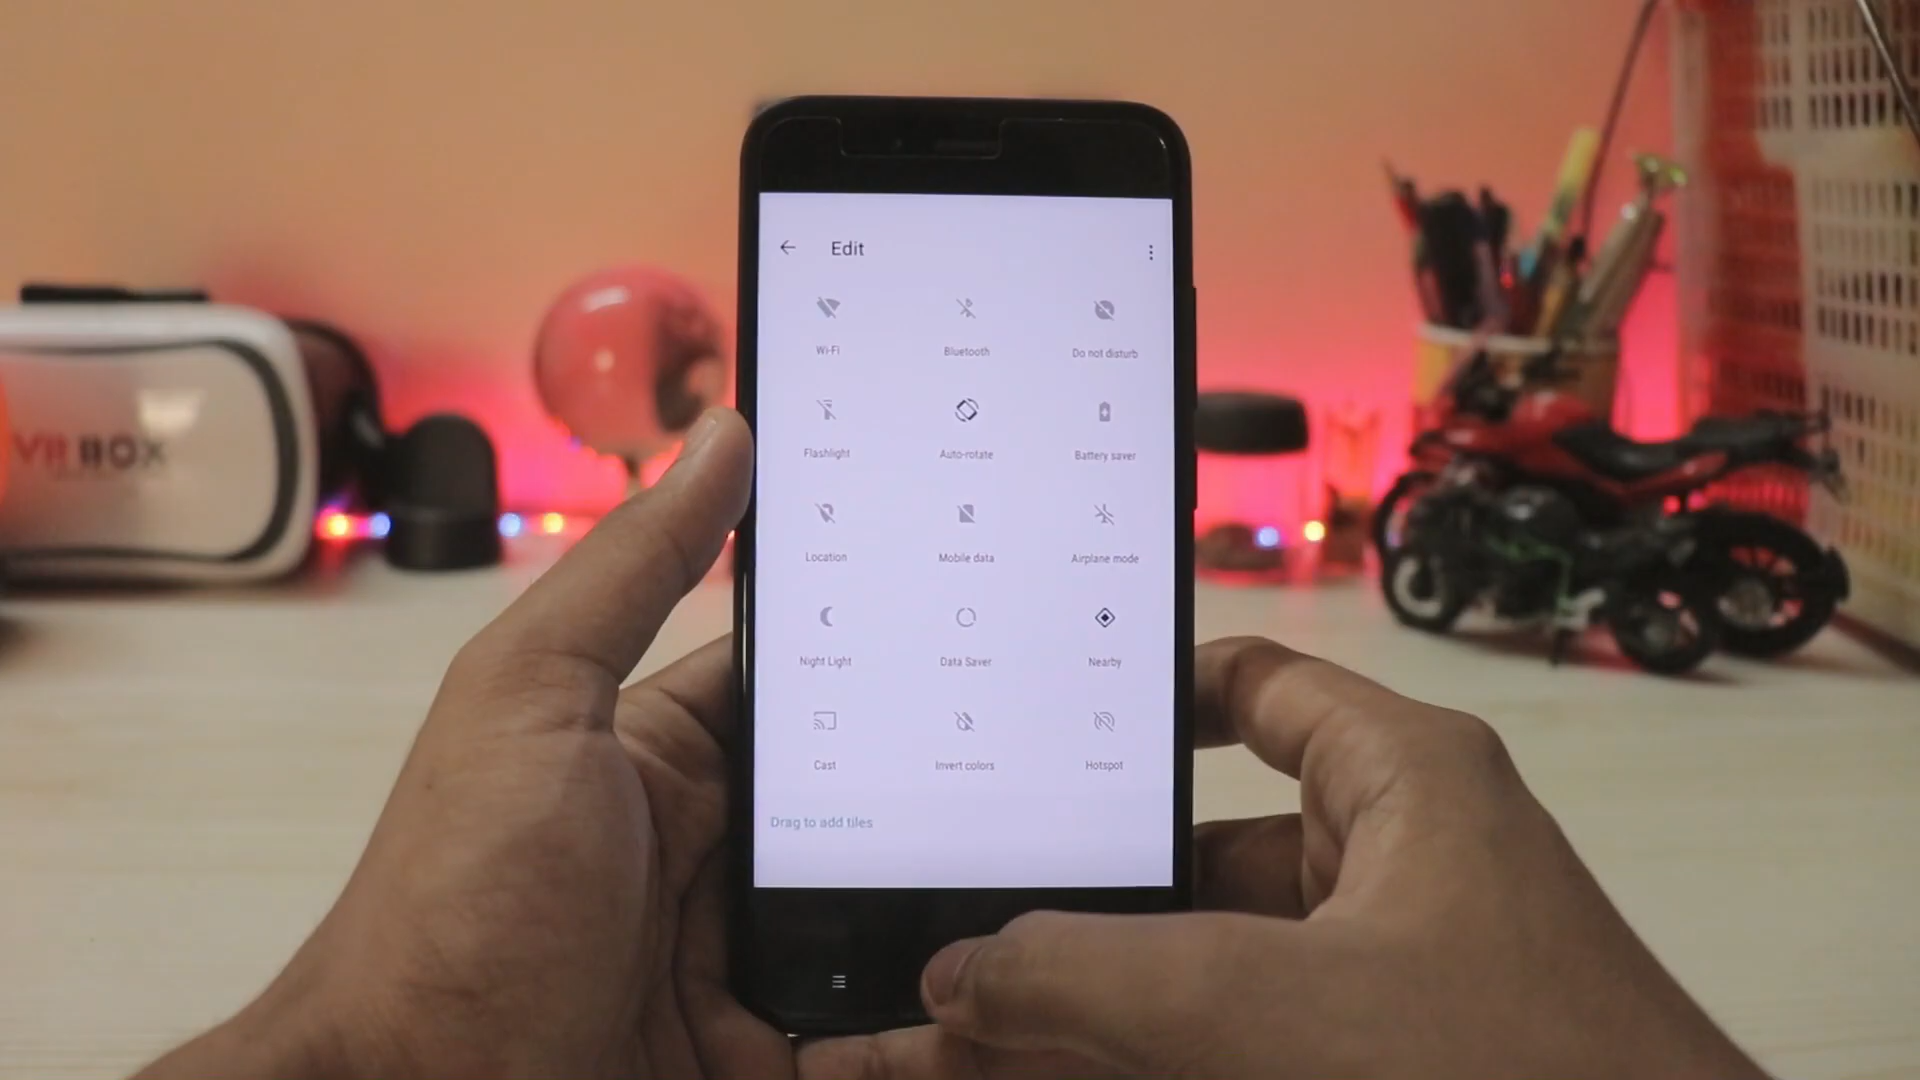 Edit
Wi-Fi
Bluetooth
Do not disturb
Flashlight
Auto-rotate
Battery saver
Location
Mobile data
Airplane mode
Night Light
Data Saver
Nearby
Cast
Invert colors
Hotspot
Drag to add tiles
VR BOX